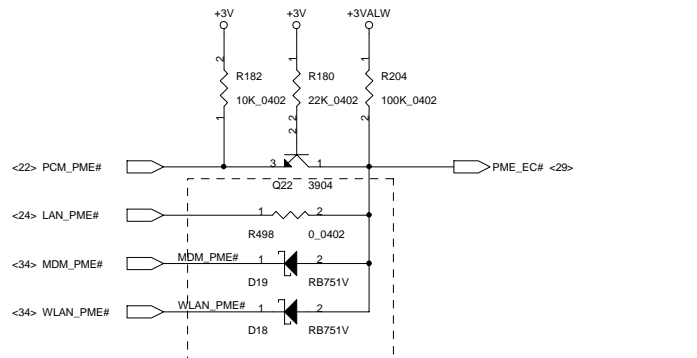 +3V +3V +3VALW
2 1 1
R182 R180 R204
10K_0402 22K_0402 100K_0402
1 2 2
2
<22> PCM_PME# 3 1 PME_EC# <29>
Q22 3904
<24> LAN_PME# 1 2
R498 0_0402
<34> MDM_PME# MDM_PME# 1 2
D19 RB751V
<34> WLAN_PME# WLAN_PME# 1 2
D18 RB751V